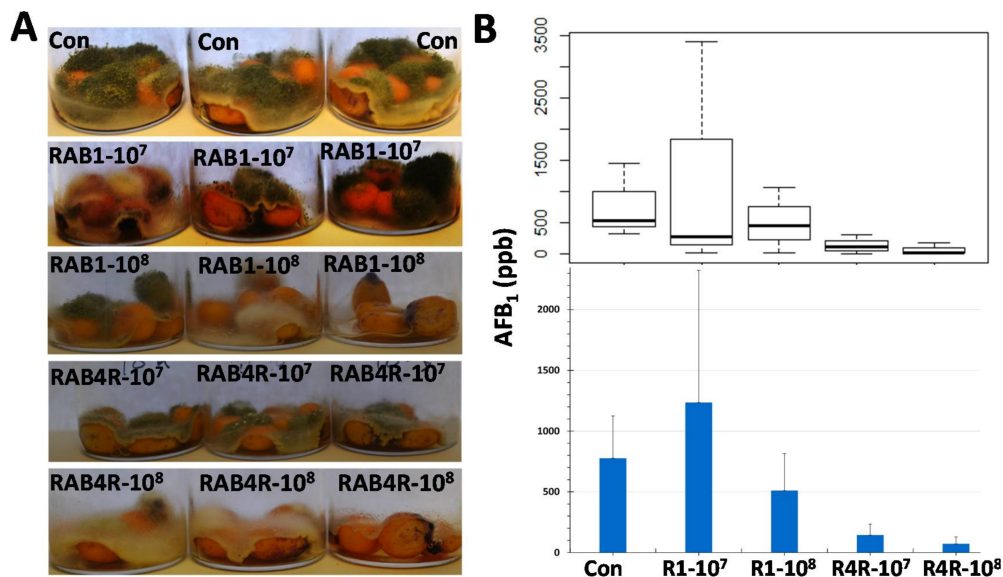 A
Con
Con
Con
RAB1-10⁷
RAB1-10⁷
RAB1-10⁷
RAB1-10⁸
RAB1-10⁸
RAB1-10⁸
RAB4R-10⁷
RAB4R-10⁷
RAB4R-10⁷
RAB4R-10⁸
RAB4R-10⁸
RAB4R-10⁸
B
AFB₁ (ppb)
3500
2500
1500
500
0
2000
1500
1000
500
0
Con
R1-10⁷
R1-10⁸
R4R-10⁷
R4R-10⁸